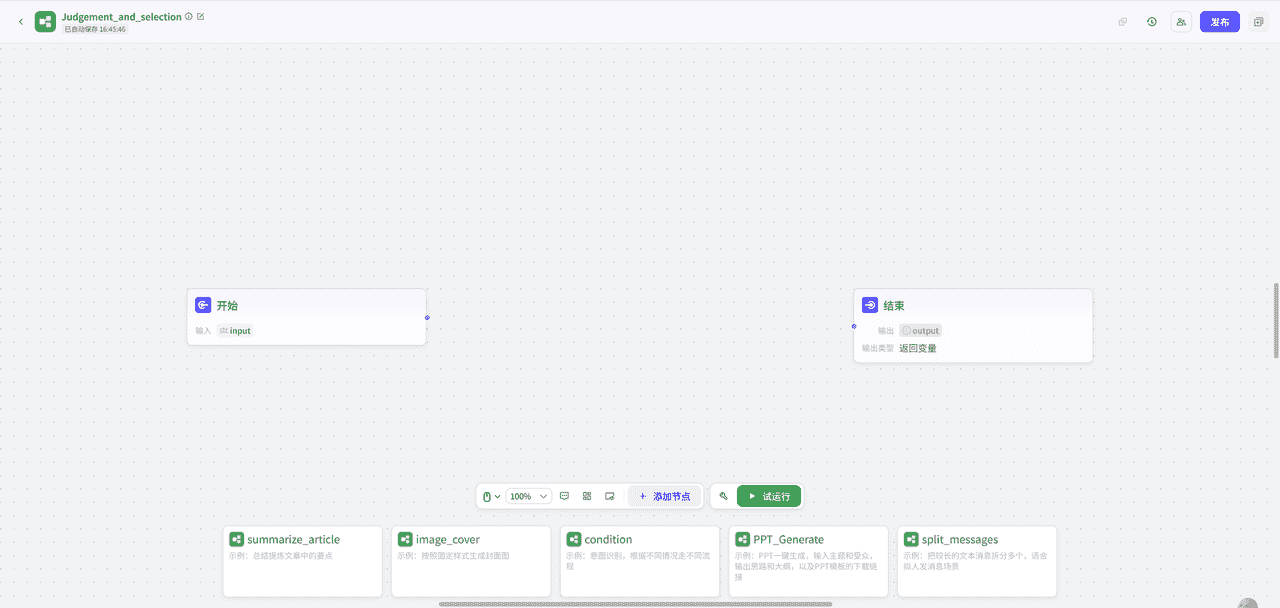 Judgement_and_selection
已自动保存 16:45:46
发布
开始
输入 str. input
结束
输出 output
输出类型 返回变量
100%
+ 添加节点
试运行
summarize_article
示例：总结提炼文章中的要点
image_cover
示例：按照固定样式生成封面图
condition
示例：意图识别，根据不同情况走不同流
程
PPT_Generate
示例：PPT一键生成，输入主题和受众，
输出思路和大纲，以及PPT模板的下载链
接
split_messages
示例：把较长的文本消息拆分多个，适合
拟人发消息场景